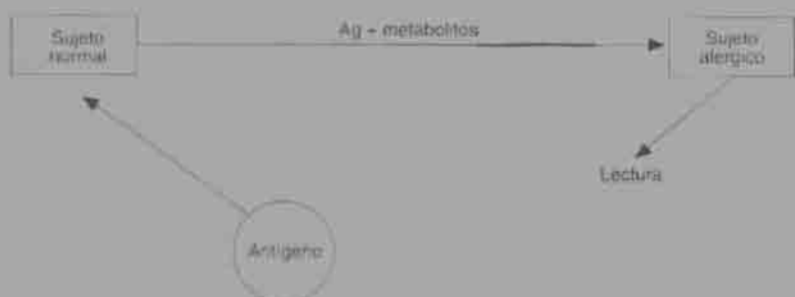 Sujeto
normal
Ag + metabolitos
Sujeto
alergico
Lectura
Antigeno